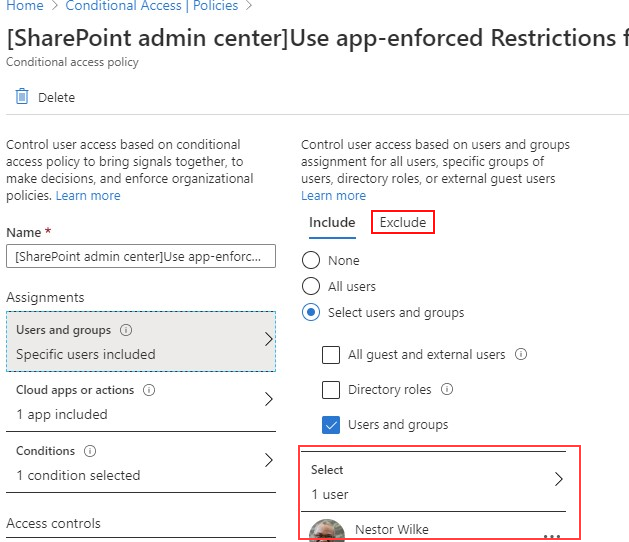 Home > Conditional Access | Policies >
[SharePoint admin center]Use app-enforced Restrictions f
Conditional access policy
Delete
Control user access based on conditional
access policy to bring signals together, to
make decisions, and enforce organizational
policies. Learn more
Name *
[SharePoint admin center]Use app-enforc...
Assignments
Users and groups
Specific users included
Cloud apps or actions
1 app included
Conditions
1 condition selected
Access controls
Control user access based on users and groups
assignment for all users, specific groups of
users, directory roles, or external guest users
Learn more
Include Exclude
None
All users
Select users and groups
All guest and external users
Directory roles
Users and groups
Select
1 user
Nestor Wilke